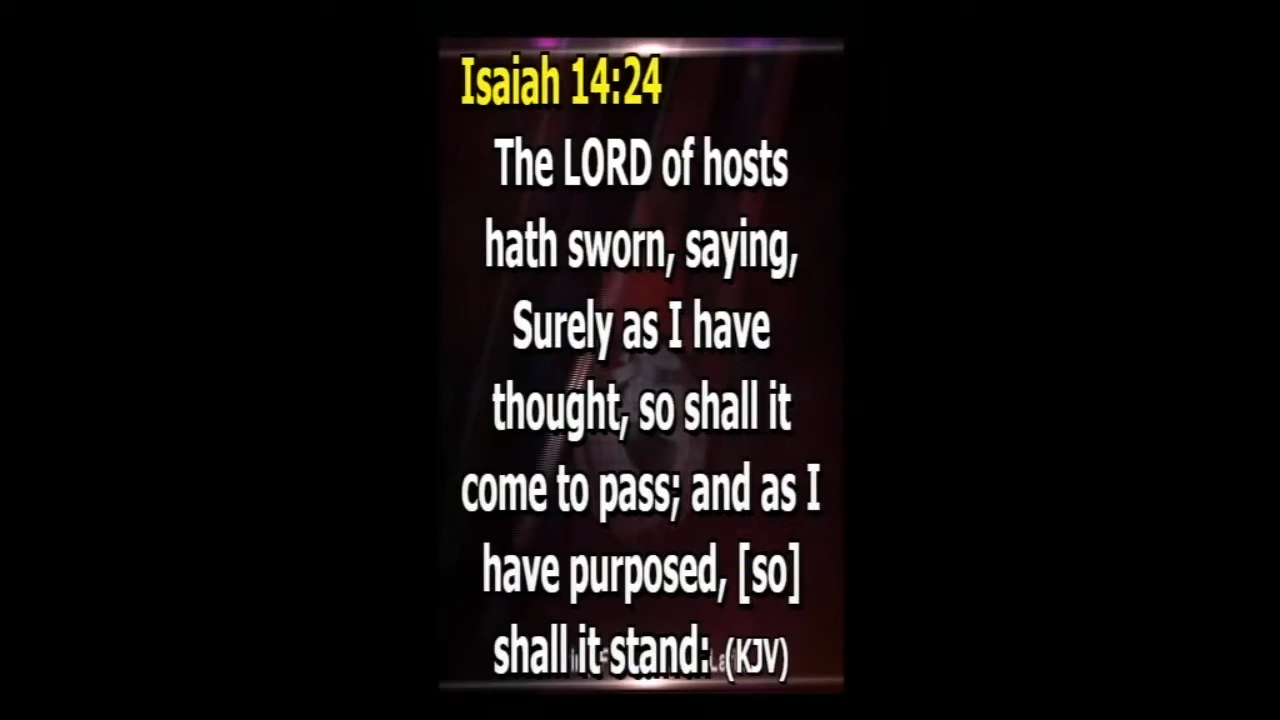 Isaiah 14:24
The LORD of hosts
hath sworn, saying,
Surely as I have
thought, so shall it
come to pass; and as I
have purposed, [so]
shall it stand: (KJV)